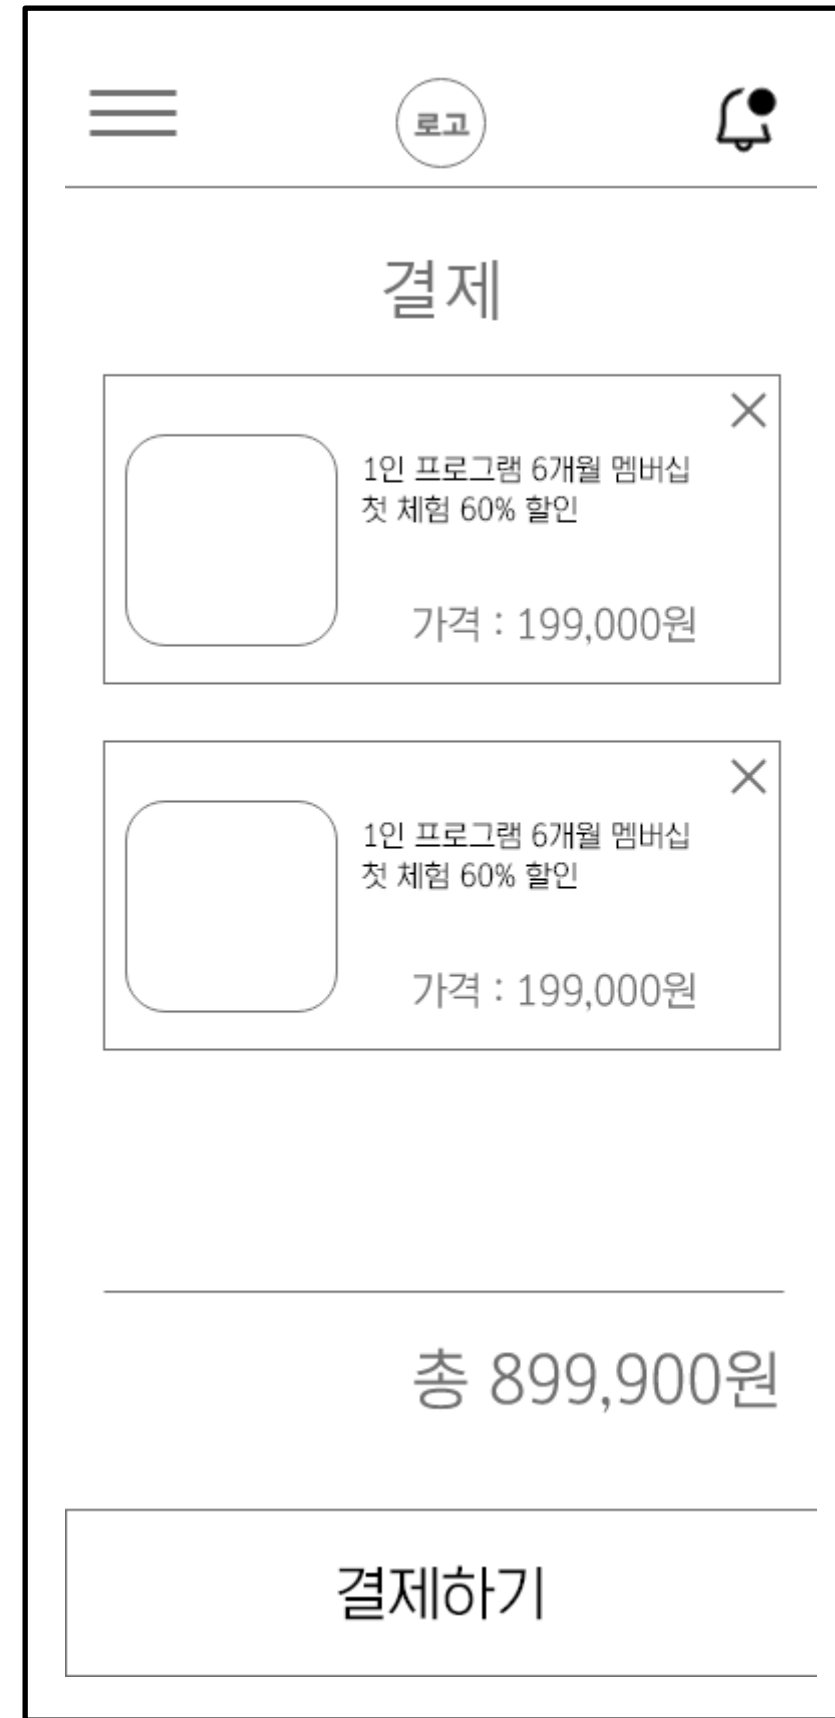 로고
결제
1인 프로그램 6개월 멤버십
첫 체험 60% 할인
가격 : 199,000원
1인 프로그램 6개월 멤버십
첫 체험 60% 할인
가격 : 199,000원
총 899,900원
결제하기